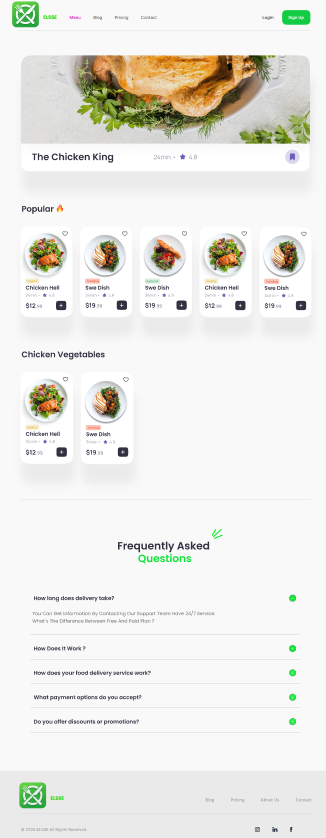 ELSSE
Menu
Blog
Pricing
Contact
Login
Sign Up
The Chicken King
24min •
4.8
Popular
Chicken Hell
24min •
4.8
$12.99
+
Swe Dish
24min •
4.8
$19.99
+
Swe Dish
24min •
4.8
$19.99
+
Chicken Hell
24min •
4.8
$12.99
+
Swe Dish
24min •
4.8
$19.99
+
Chicken Vegetables
Chicken Hell
24min •
4.8
$12.99
+
Swe Dish
24min •
4.8
$19.99
+
Frequently Asked
Questions
How long does delivery take?
You Can Get Information By Contacting Our Support Team Have 24/7 Service.
What's The Difference Between Free And Paid Plan ?
How Does It Work ?
How does your food delivery service work?
What payment options do you accept?
Do you offer discounts or promotions?
ELSSE
Blog
Pricing
About Us
Contact
© 2023 ELSSE All Rights Reserved